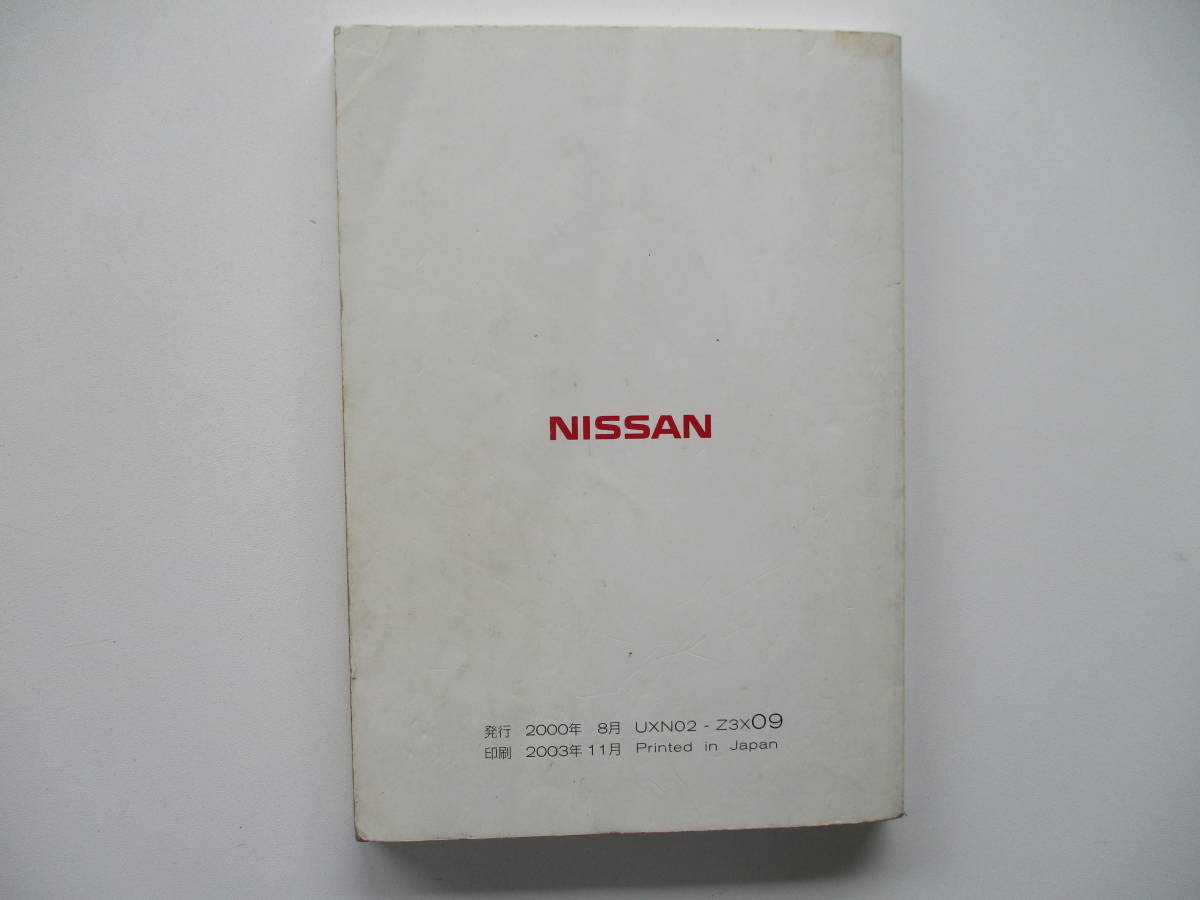 NISSAN
発行 2000年 8月 UXN02 - Z3X09
印刷 2003年 11月 Printed in Japan